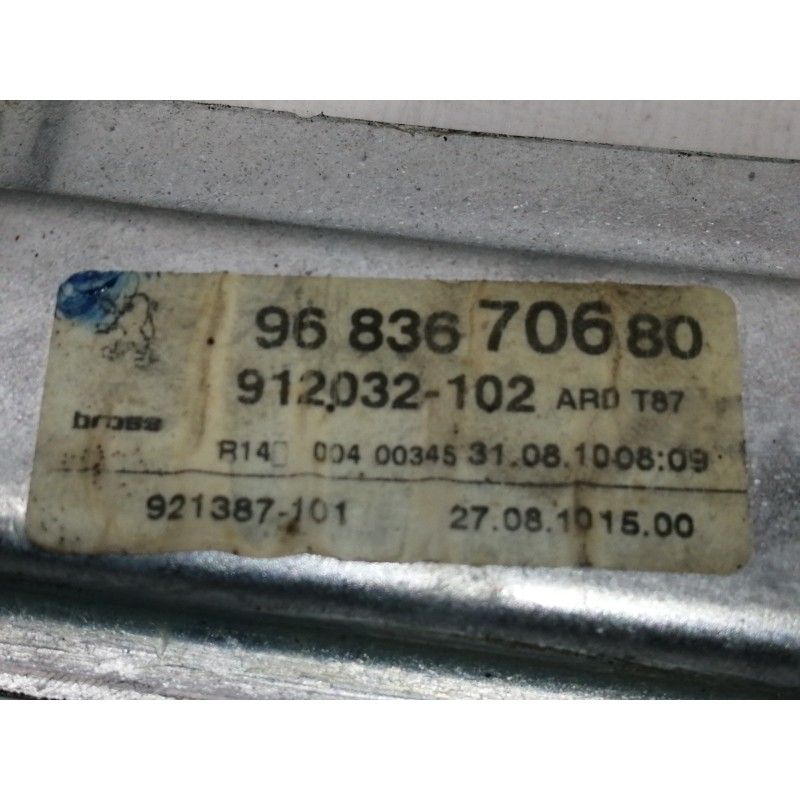 96 836 706 80
912032-102 ARD T87
brose
R14 004 00345 31.08.10 08:09
921387-101 27.08.10 15.00